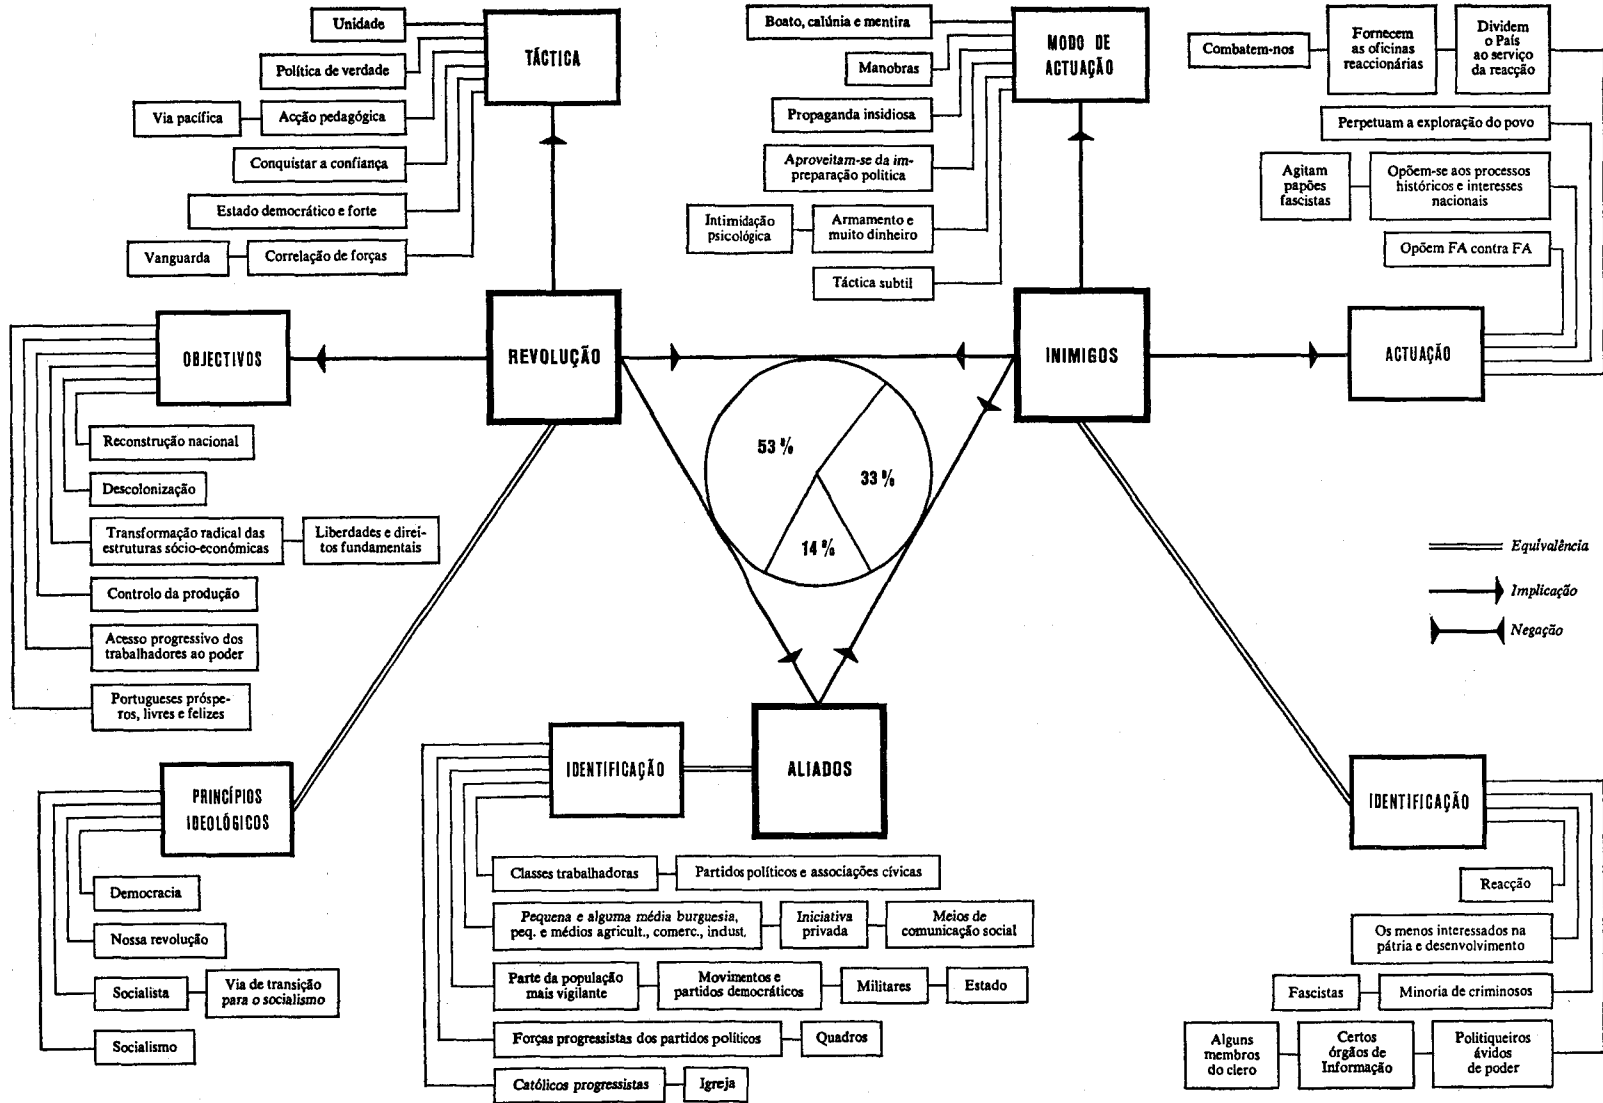 Unidade
Política de verdade
Via pacífica
Acção pedagógica
Conquistar a confiança
Estado democrático e forte
Vanguarda
Correlação de forças
TÁCTICA
Boato, calúnia e mentira
Manobras
Propaganda insidiosa
Aproveitam-se da im-
preparação política
Intimidação
psicológica
Armamento e
muito dinheiro
Táctica subtil
MODO DE
ACTUAÇÃO
Combatem-nos
Fornecem
as oficinas
reaccionárias
Dividem
o País
ao serviço
da reacção
Perpetuam a exploração do povo
Agitam
papões
fascistas
Opõem-se aos processos
históricos e interesses
nacionais
Opõem FA contra FA
OBJECTIVOS
REVOLUÇÃO
INIMIGOS
ACTUAÇÃO
Reconstrução nacional
Descolonização
Transformação radical das
estruturas sócio-económicas
Liberdades e direi-
tos fundamentais
Controlo da produção
Acesso progressivo dos
trabalhadores ao poder
Portugueses próspe-
ros, livres e felizes
53 %
33 %
14 %
Equivalência
Implicação
Negação
PRINCÍPIOS
IDEOLÓGICOS
Democracia
Nossa revolução
Socialista
Via de transição
para o socialismo
Socialismo
IDENTIFICAÇÃO
ALIADOS
Classes trabalhadoras
Partidos políticos e associações cívicas
Pequena e alguma média burguesia,
peq. e médios agricult., comerc., indust.
Iniciativa
privada
Meios de
comunicação social
Parte da população
mais vigilante
Movimentos e
partidos democráticos
Militares
Estado
Forças progressistas dos partidos políticos
Quadros
Católicos progressistas
Igreja
IDENTIFICAÇÃO
Reacção
Os menos interessados na
pátria e desenvolvimento
Fascistas
Minoria de criminosos
Alguns
membros
do clero
Certos
órgãos de
Informação
Politiqueiros
ávidos
de poder